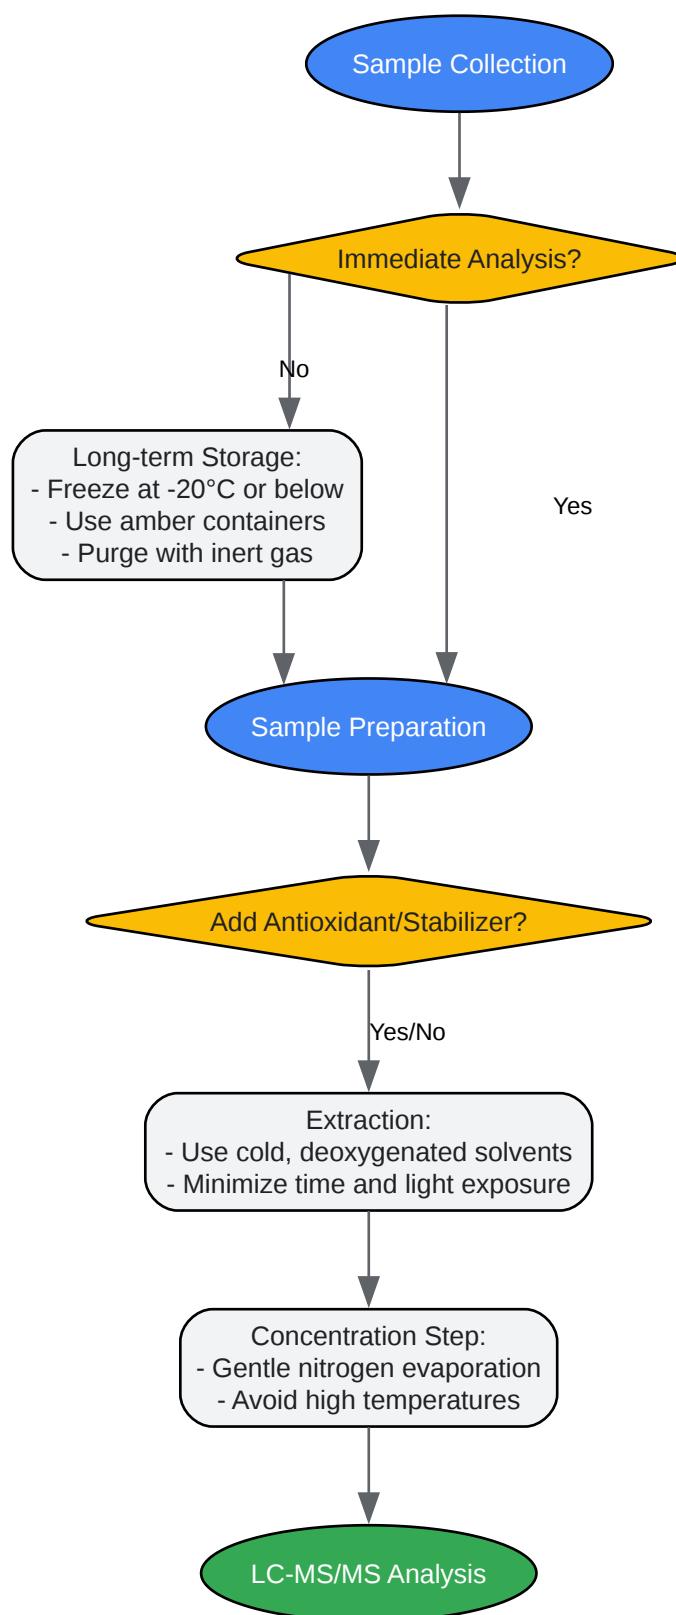 Sample Collection
Immediate Analysis?
No
Long-term Storage:
- Freeze at -20°C or below
- Use amber containers
- Purge with inert gas
Yes
Sample Preparation
Add Antioxidant/Stabilizer?
Yes/No
Extraction:
- Use cold, deoxygenated solvents
- Minimize time and light exposure
Concentration Step:
- Gentle nitrogen evaporation
- Avoid high temperatures
LC-MS/MS Analysis